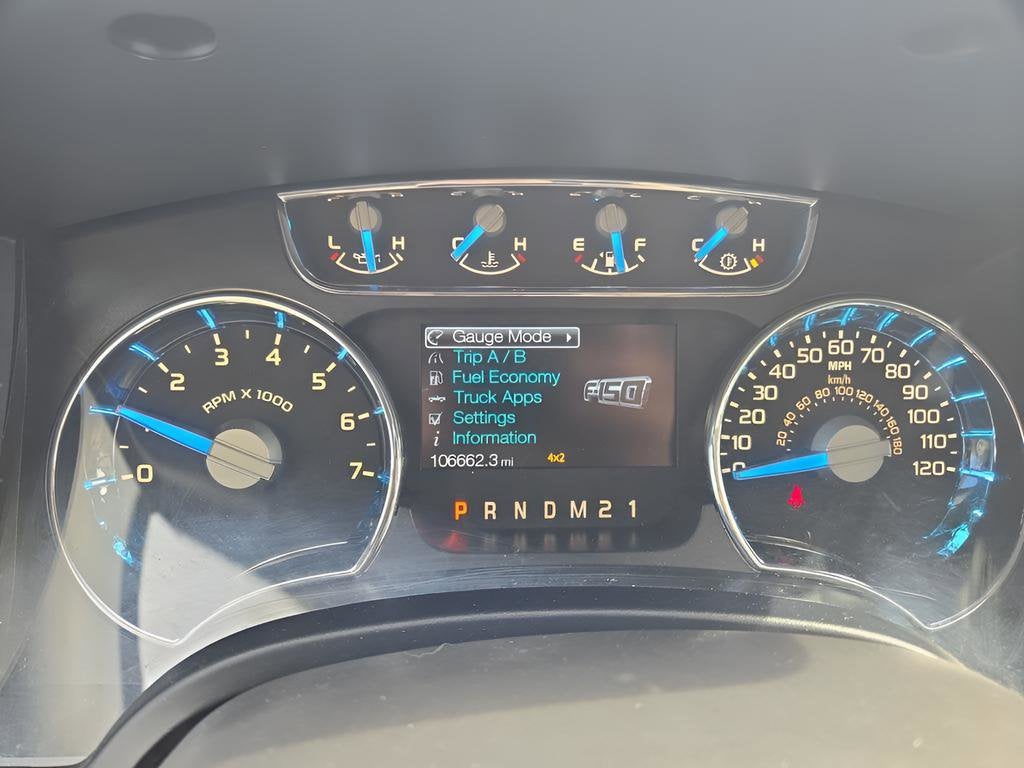 L H
C H
E F
C H
0
1
2
3
4
5
6
7
RPM X 1000
Gauge Mode
Trip A / B
Fuel Economy
Truck Apps
Settings
Information
106662.3 mi 4x2
F-150
P R N D M 2 1
0
10
20
30
40
50
60
70
80
90
100
110
120
MPH
km/h
20
40
60
80
100
120
140
160
180